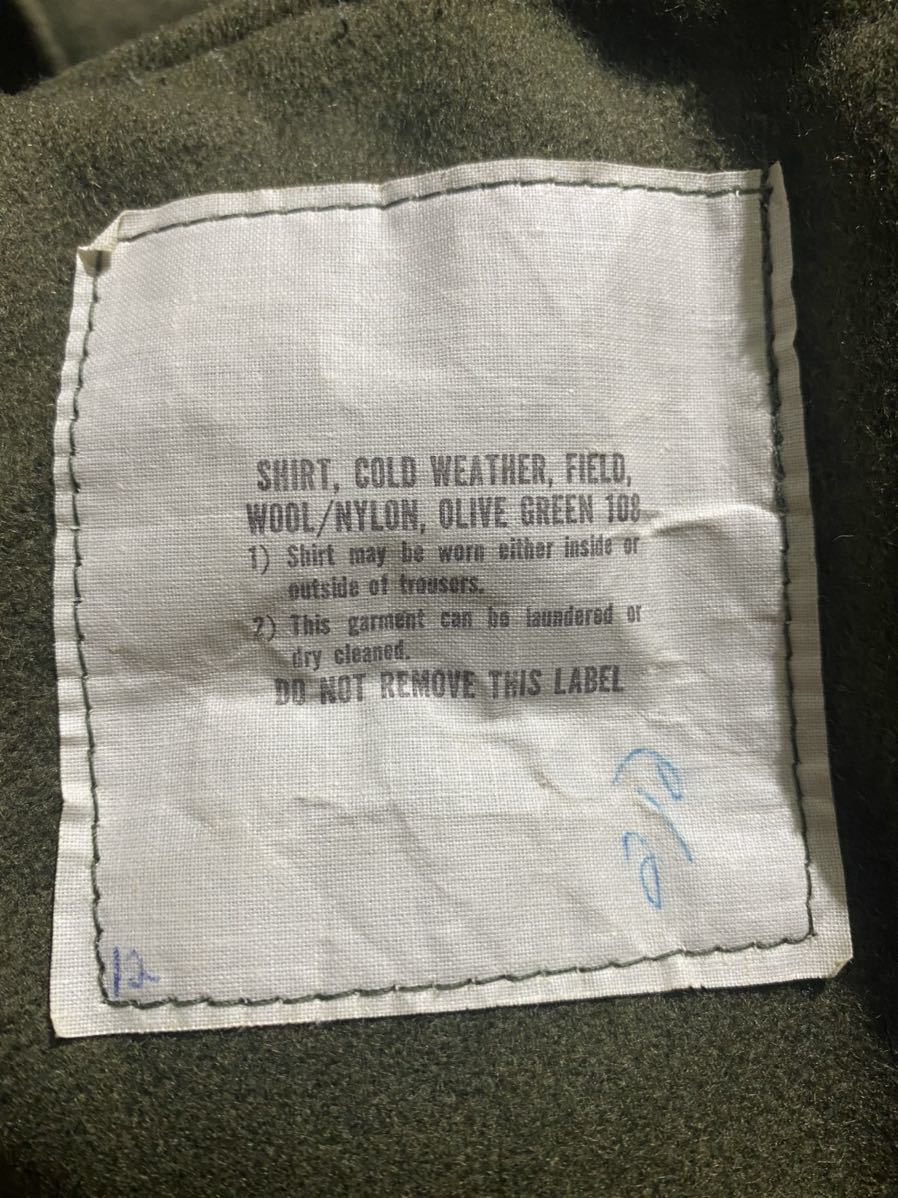 SHIRT, COLD WEATHER, FIELD,
WOOL/NYLON, OLIVE GREEN 108
1) Shirt may be worn either inside or
outside of trousers.
2) This garment can be laundered or
dry cleaned.
DO NOT REMOVE THIS LABEL
12